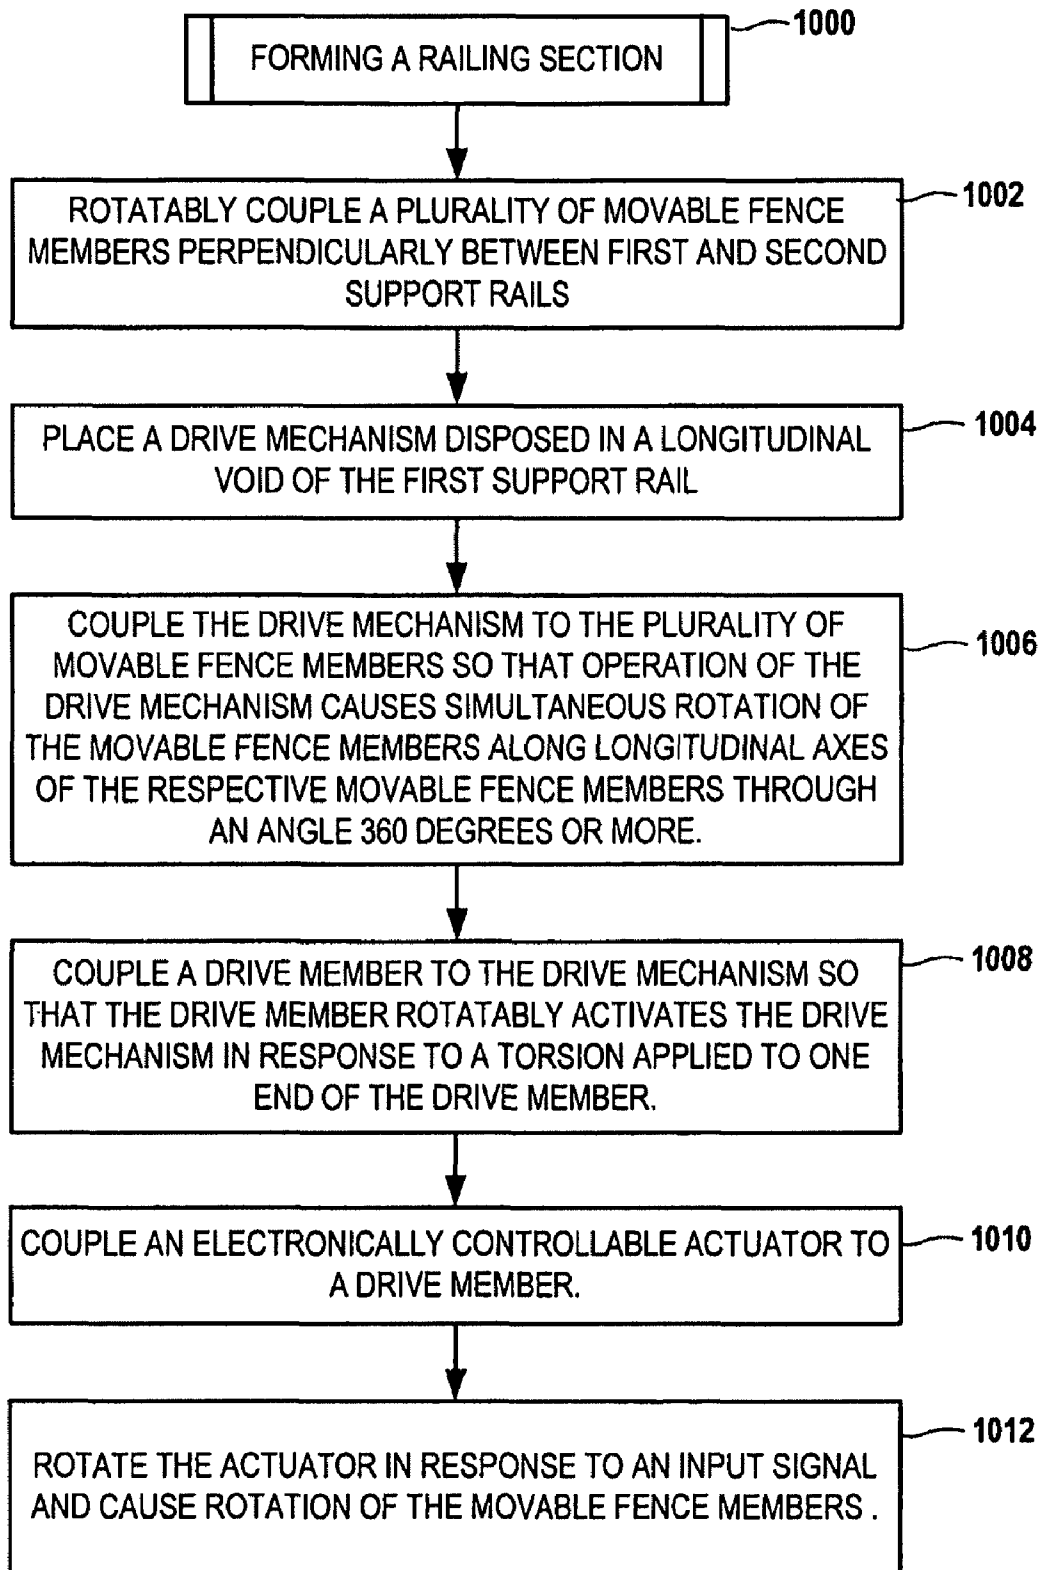 1000
FORMING A RAILING SECTION
1002
ROTATABLY COUPLE A PLURALITY OF MOVABLE FENCE
MEMBERS PERPENDICULARLY BETWEEN FIRST AND SECOND
SUPPORT RAILS
1004
PLACE A DRIVE MECHANISM DISPOSED IN A LONGITUDINAL
VOID OF THE FIRST SUPPORT RAIL
1006
COUPLE THE DRIVE MECHANISM TO THE PLURALITY OF
MOVABLE FENCE MEMBERS SO THAT OPERATION OF THE
DRIVE MECHANISM CAUSES SIMULTANEOUS ROTATION OF
THE MOVABLE FENCE MEMBERS ALONG LONGITUDINAL AXES
OF THE RESPECTIVE MOVABLE FENCE MEMBERS THROUGH
AN ANGLE 360 DEGREES OR MORE.
1008
COUPLE A DRIVE MEMBER TO THE DRIVE MECHANISM SO
THAT THE DRIVE MEMBER ROTATABLY ACTIVATES THE DRIVE
MECHANISM IN RESPONSE TO A TORSION APPLIED TO ONE
END OF THE DRIVE MEMBER.
1010
COUPLE AN ELECTRONICALLY CONTROLLABLE ACTUATOR TO
A DRIVE MEMBER.
1012
ROTATE THE ACTUATOR IN RESPONSE TO AN INPUT SIGNAL
AND CAUSE ROTATION OF THE MOVABLE FENCE MEMBERS .